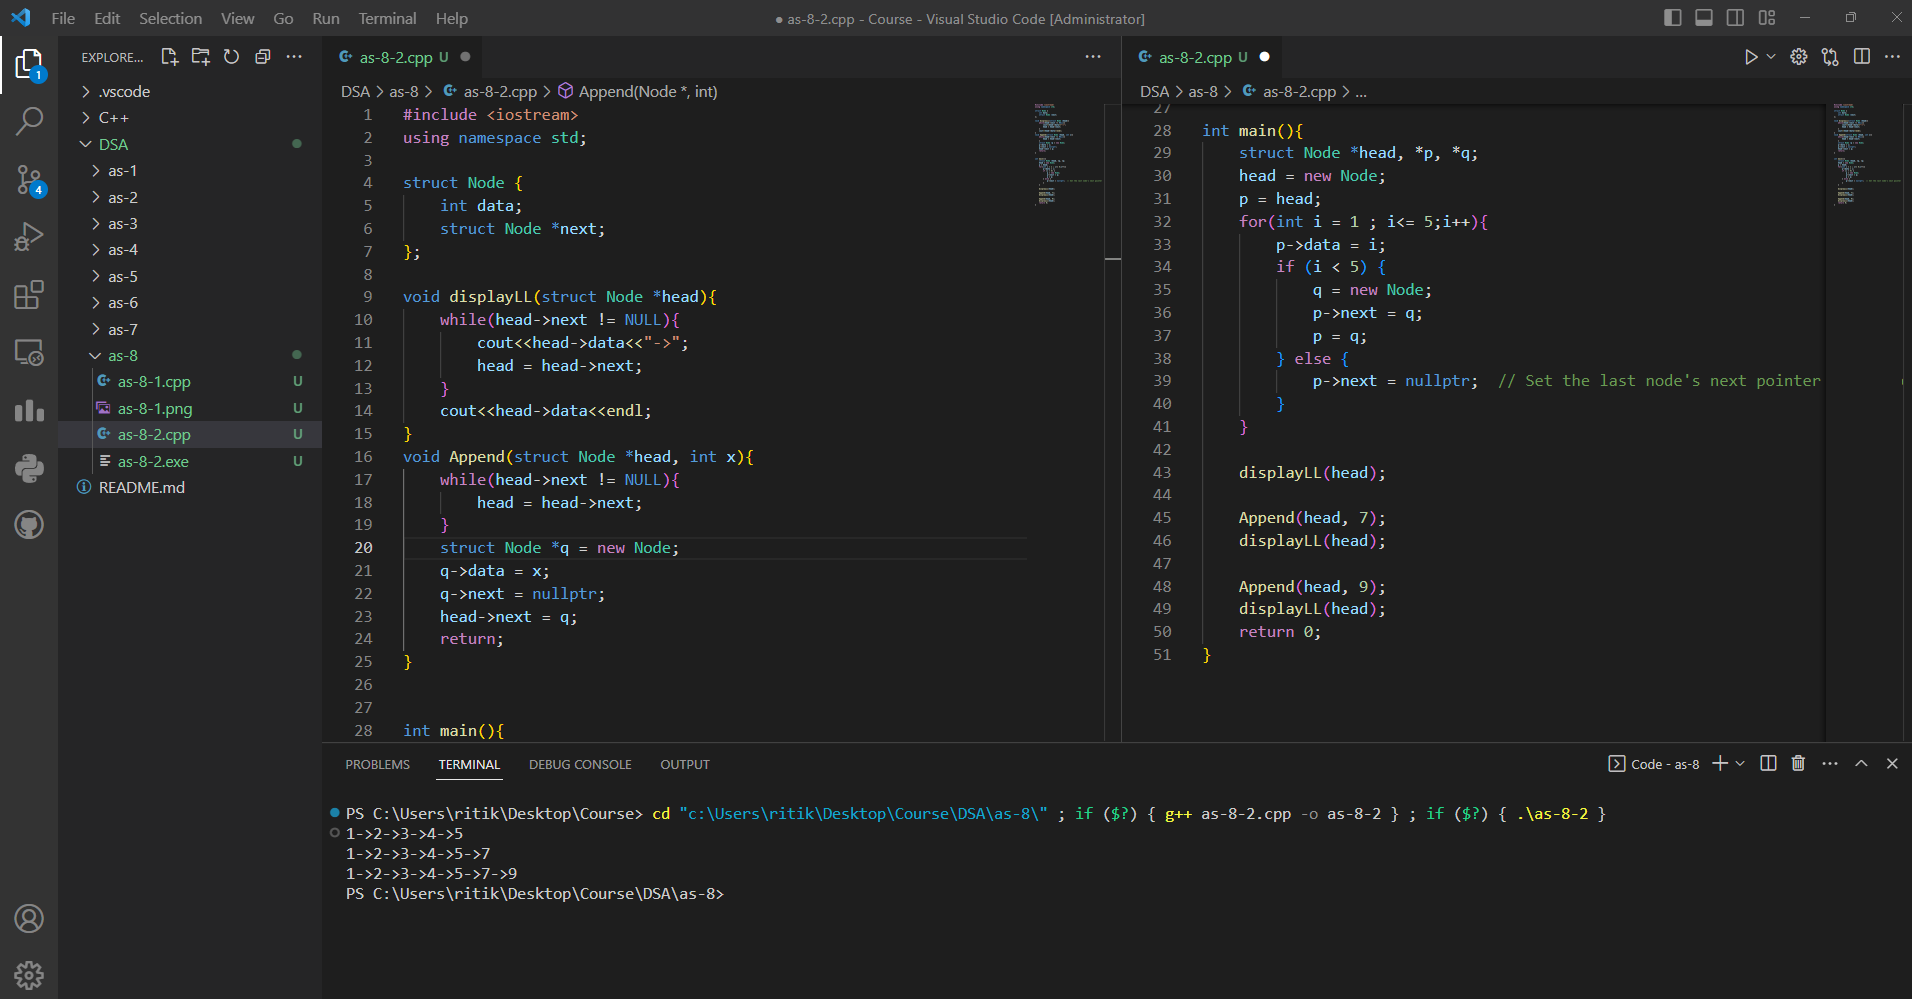 File Edit Selection View Go Run Terminal Help
● as-8-2.cpp - Course - Visual Studio Code [Administrator]
EXPLORE...
.vscode
C++
DSA
as-1
as-2
as-3
as-4
as-5
as-6
as-7
as-8
as-8-1.cpp U
as-8-1.png U
as-8-2.cpp U
as-8-2.exe U
README.md
1
4
as-8-2.cpp U
DSA > as-8 > as-8-2.cpp > Append(Node *, int)
1 #include <iostream>
2 using namespace std;
3
4 struct Node {
5 int data;
6 struct Node *next;
7 };
8
9 void displayLL(struct Node *head){
10 while(head->next != NULL){
11 cout<<head->data<<"->";
12 head = head->next;
13 }
14 cout<<head->data<<endl;
15 }
16 void Append(struct Node *head, int x){
17 while(head->next != NULL){
18 head = head->next;
19 }
20 struct Node *q = new Node;
21 q->data = x;
22 q->next = nullptr;
23 head->next = q;
24 return;
25 }
26
27
28 int main(){
as-8-2.cpp U
DSA > as-8 > as-8-2.cpp > ...
27
28 int main(){
29 struct Node *head, *p, *q;
30 head = new Node;
31 p = head;
32 for(int i = 1 ; i<= 5;i++){
33 p->data = i;
34 if (i < 5) {
35 q = new Node;
36 p->next = q;
37 p = q;
38 } else {
39 p->next = nullptr; // Set the last node's next pointer
40 }
41 }
42
43 displayLL(head);
44
45 Append(head, 7);
46 displayLL(head);
47
48 Append(head, 9);
49 displayLL(head);
50 return 0;
51 }
PROBLEMS TERMINAL DEBUG CONSOLE OUTPUT
Code - as-8
PS C:\Users\ritik\Desktop\Course> cd "c:\Users\ritik\Desktop\Course\DSA\as-8\" ; if ($?) { g++ as-8-2.cpp -o as-8-2 } ; if ($?) { .\as-8-2 }
1->2->3->4->5
1->2->3->4->5->7
1->2->3->4->5->7->9
PS C:\Users\ritik\Desktop\Course\DSA\as-8>